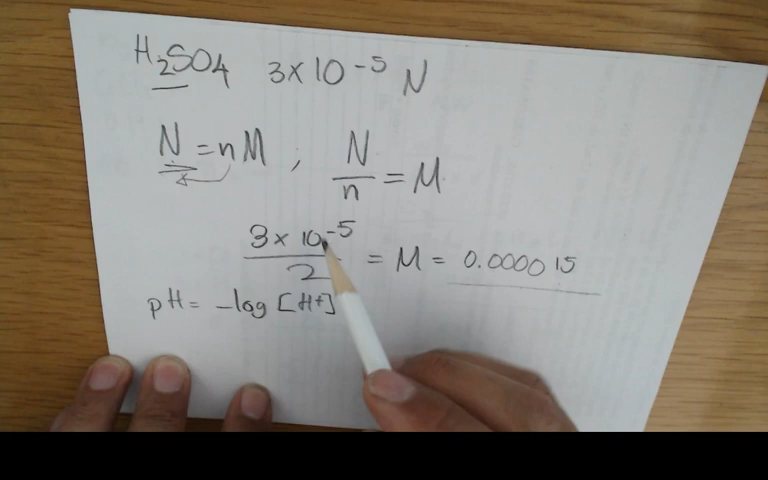 H2SO4 3x10-5 N
N = nM , N/n = M
3x10-5/2 = M = 0.000015
pH = -log [H+]